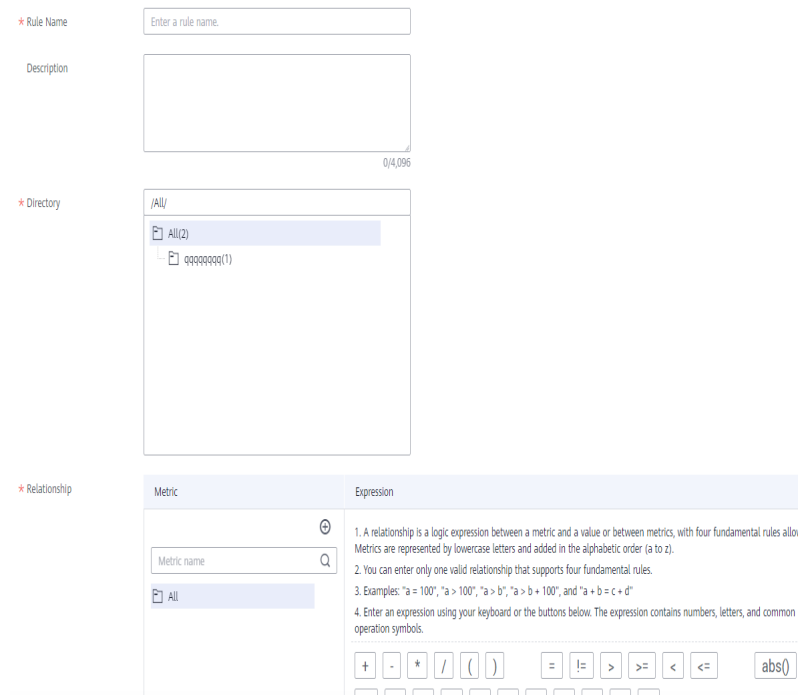 * Rule Name
Enter a rule name.
Description
0/4,096
* Directory
/All/
All(2)
qqqqqqqq(1)
* Relationship
Metric
Expression
1. A relationship is a logic expression between a metric and a value or between metrics, with four fundamental rules allow
Metrics are represented by lowercase letters and added in the alphabetic order (a to z).
Metric name
2. You can enter only one valid relationship that supports four fundamental rules.
3. Examples: "a = 100", "a > 100", "a > b", "a > b + 100", and "a + b = c + d"
All
4. Enter an expression using your keyboard or the buttons below. The expression contains numbers, letters, and common
operation symbols.
+ - * / ( ) = != > >= < <= abs()